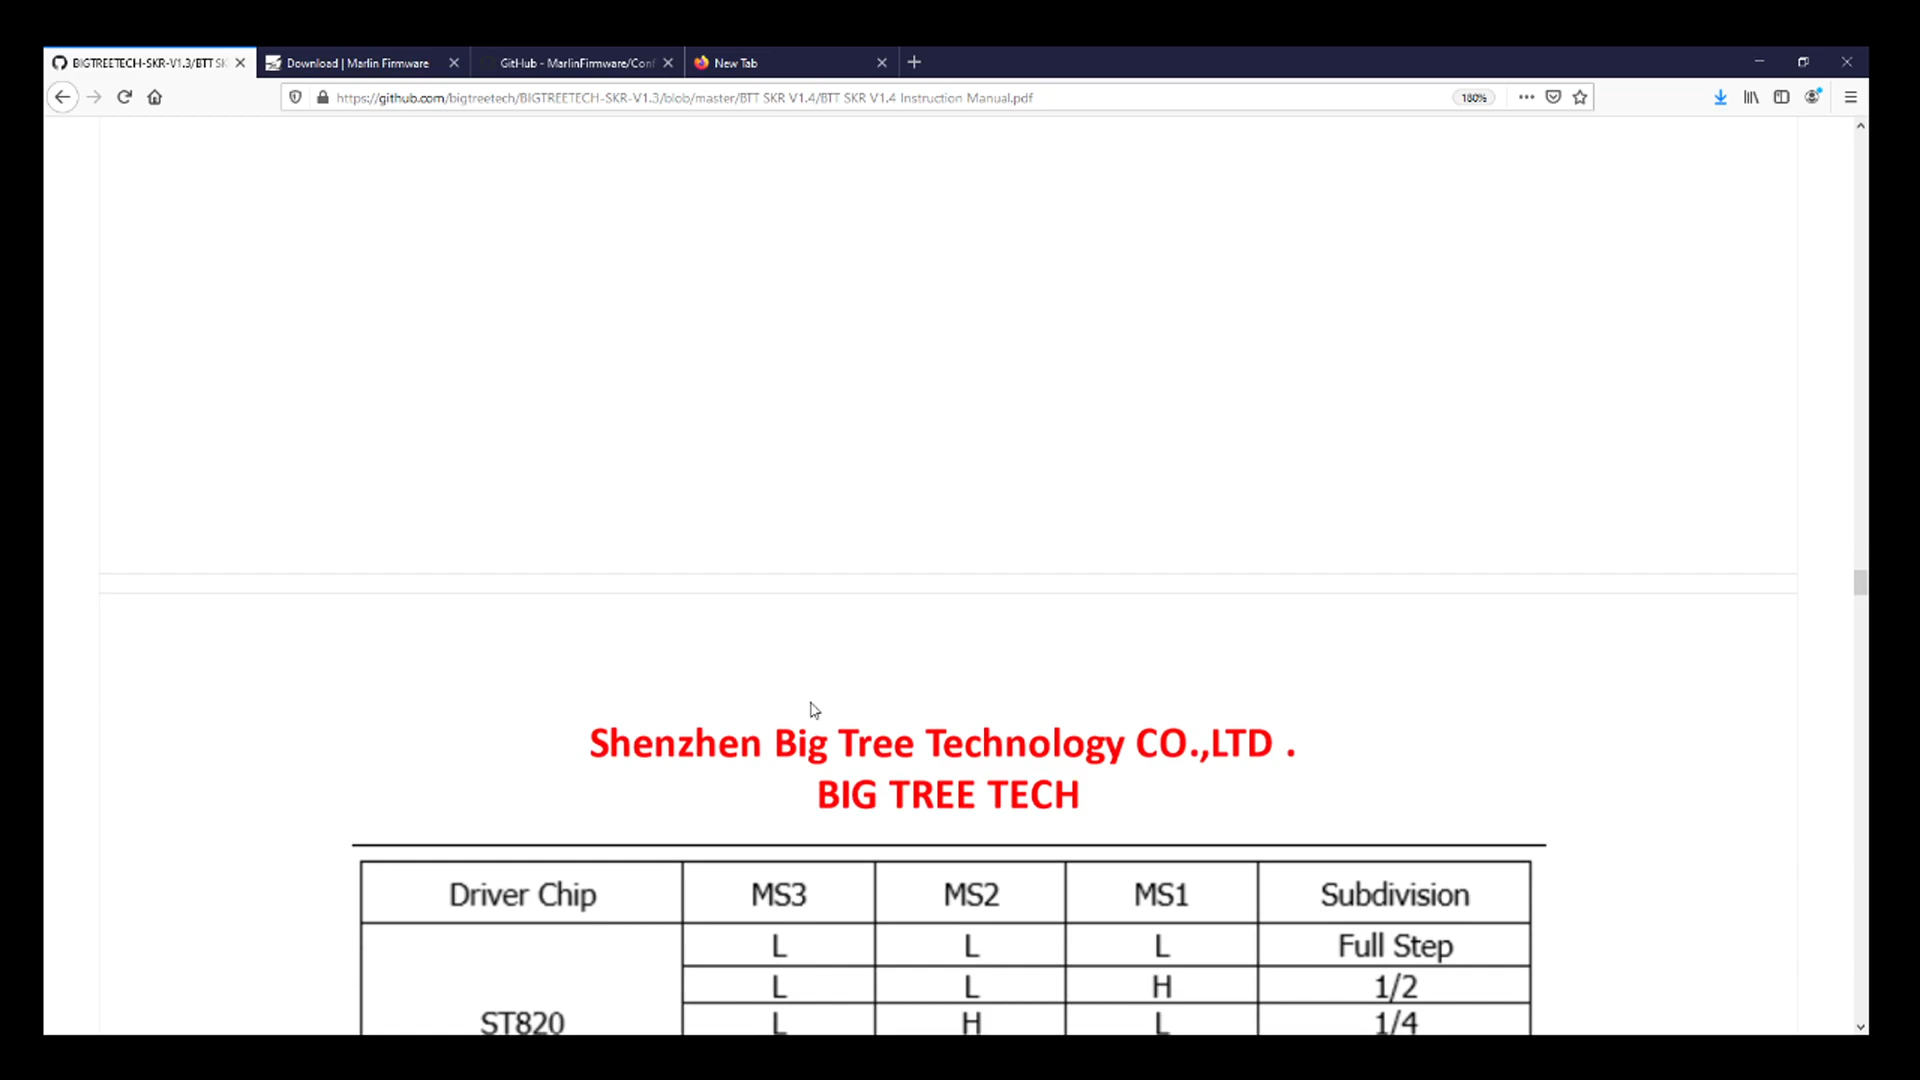 BIGTREETECH-SKR-V1.3/BTT SK
Download | Marlin Firmware
GitHub - MarlinFirmware/Conf
New Tab
https://github.com/bigtreetech/BIGTREETECH-SKR-V1.3/blob/master/BTT SKR V1.4/BTT SKR V1.4 Instruction Manual.pdf
180%
Shenzhen Big Tree Technology CO.,LTD .
BIG TREE TECH
Driver Chip MS3 MS2 MS1 Subdivision
L L L Full Step
L L H 1/2
ST820 L H L 1/4